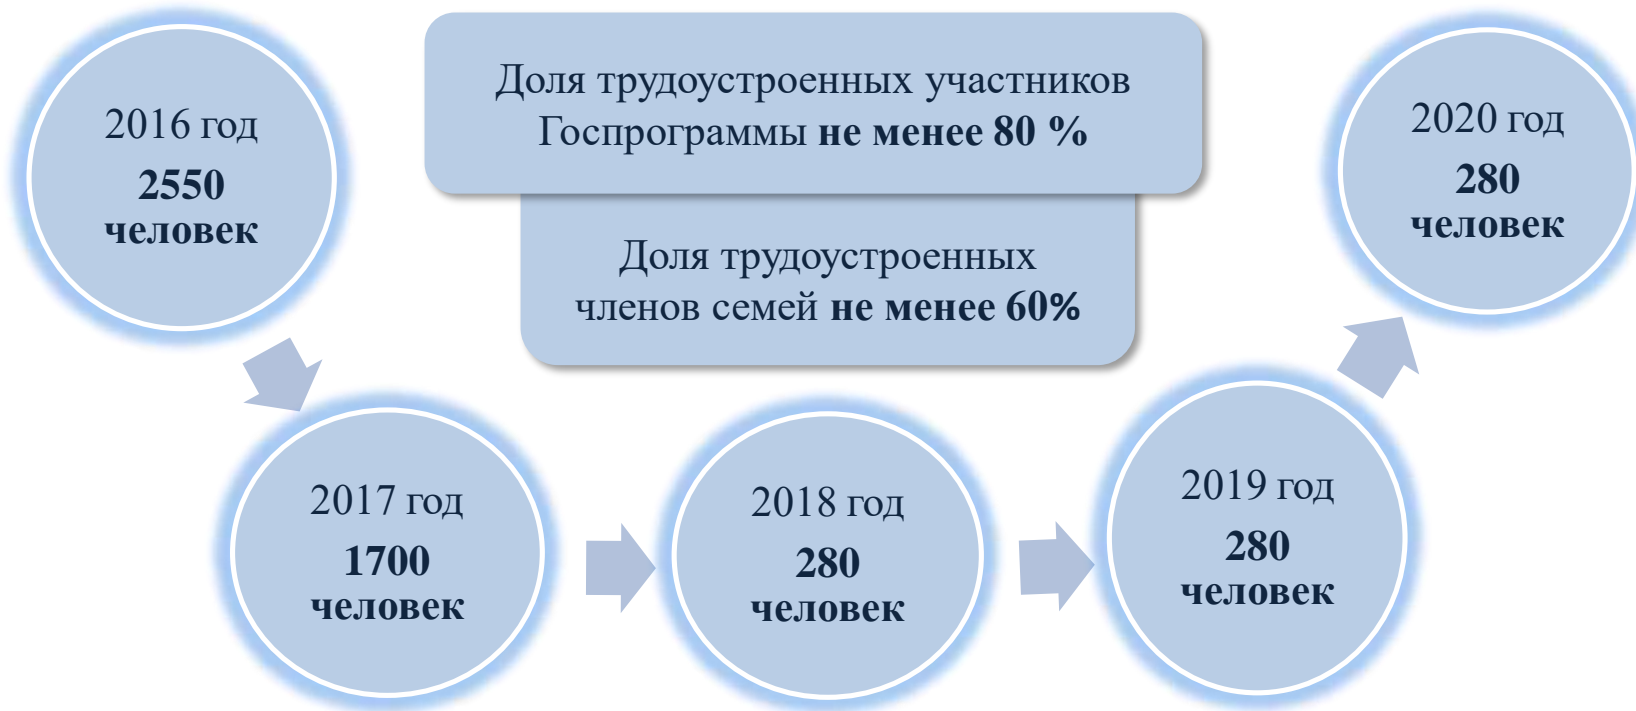 2016 год
2550
человек
Доля трудоустроенных участников
Госпрограммы не менее 80 %
Доля трудоустроенных
членов семей не менее 60%
2020 год
280
человек
2017 год
1700
человек
2018 год
280
человек
2019 год
280
человек